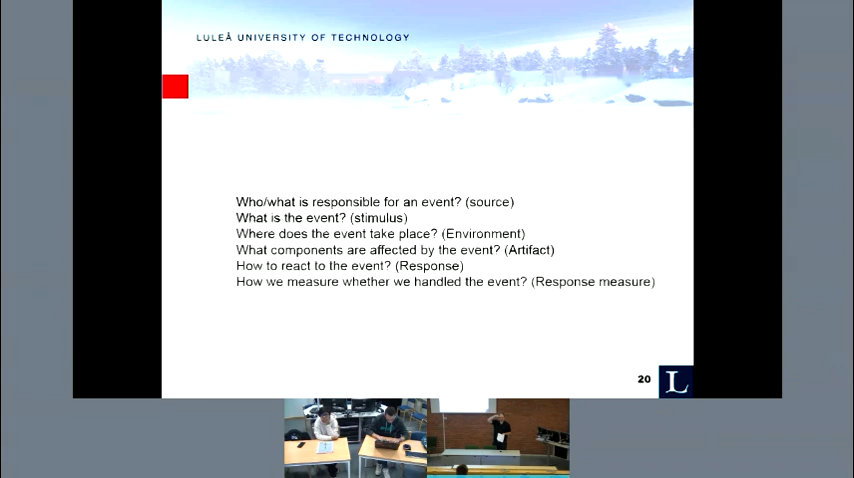 LULEÅ UNIVERSITY OF TECHNOLOGY
Who/what is responsible for an event? (source)
What is the event? (stimulus)
Where does the event take place? (Environment)
What components are affected by the event? (Artifact)
How to react to the event? (Response)
How we measure whether we handled the event? (Response measure)
20
L